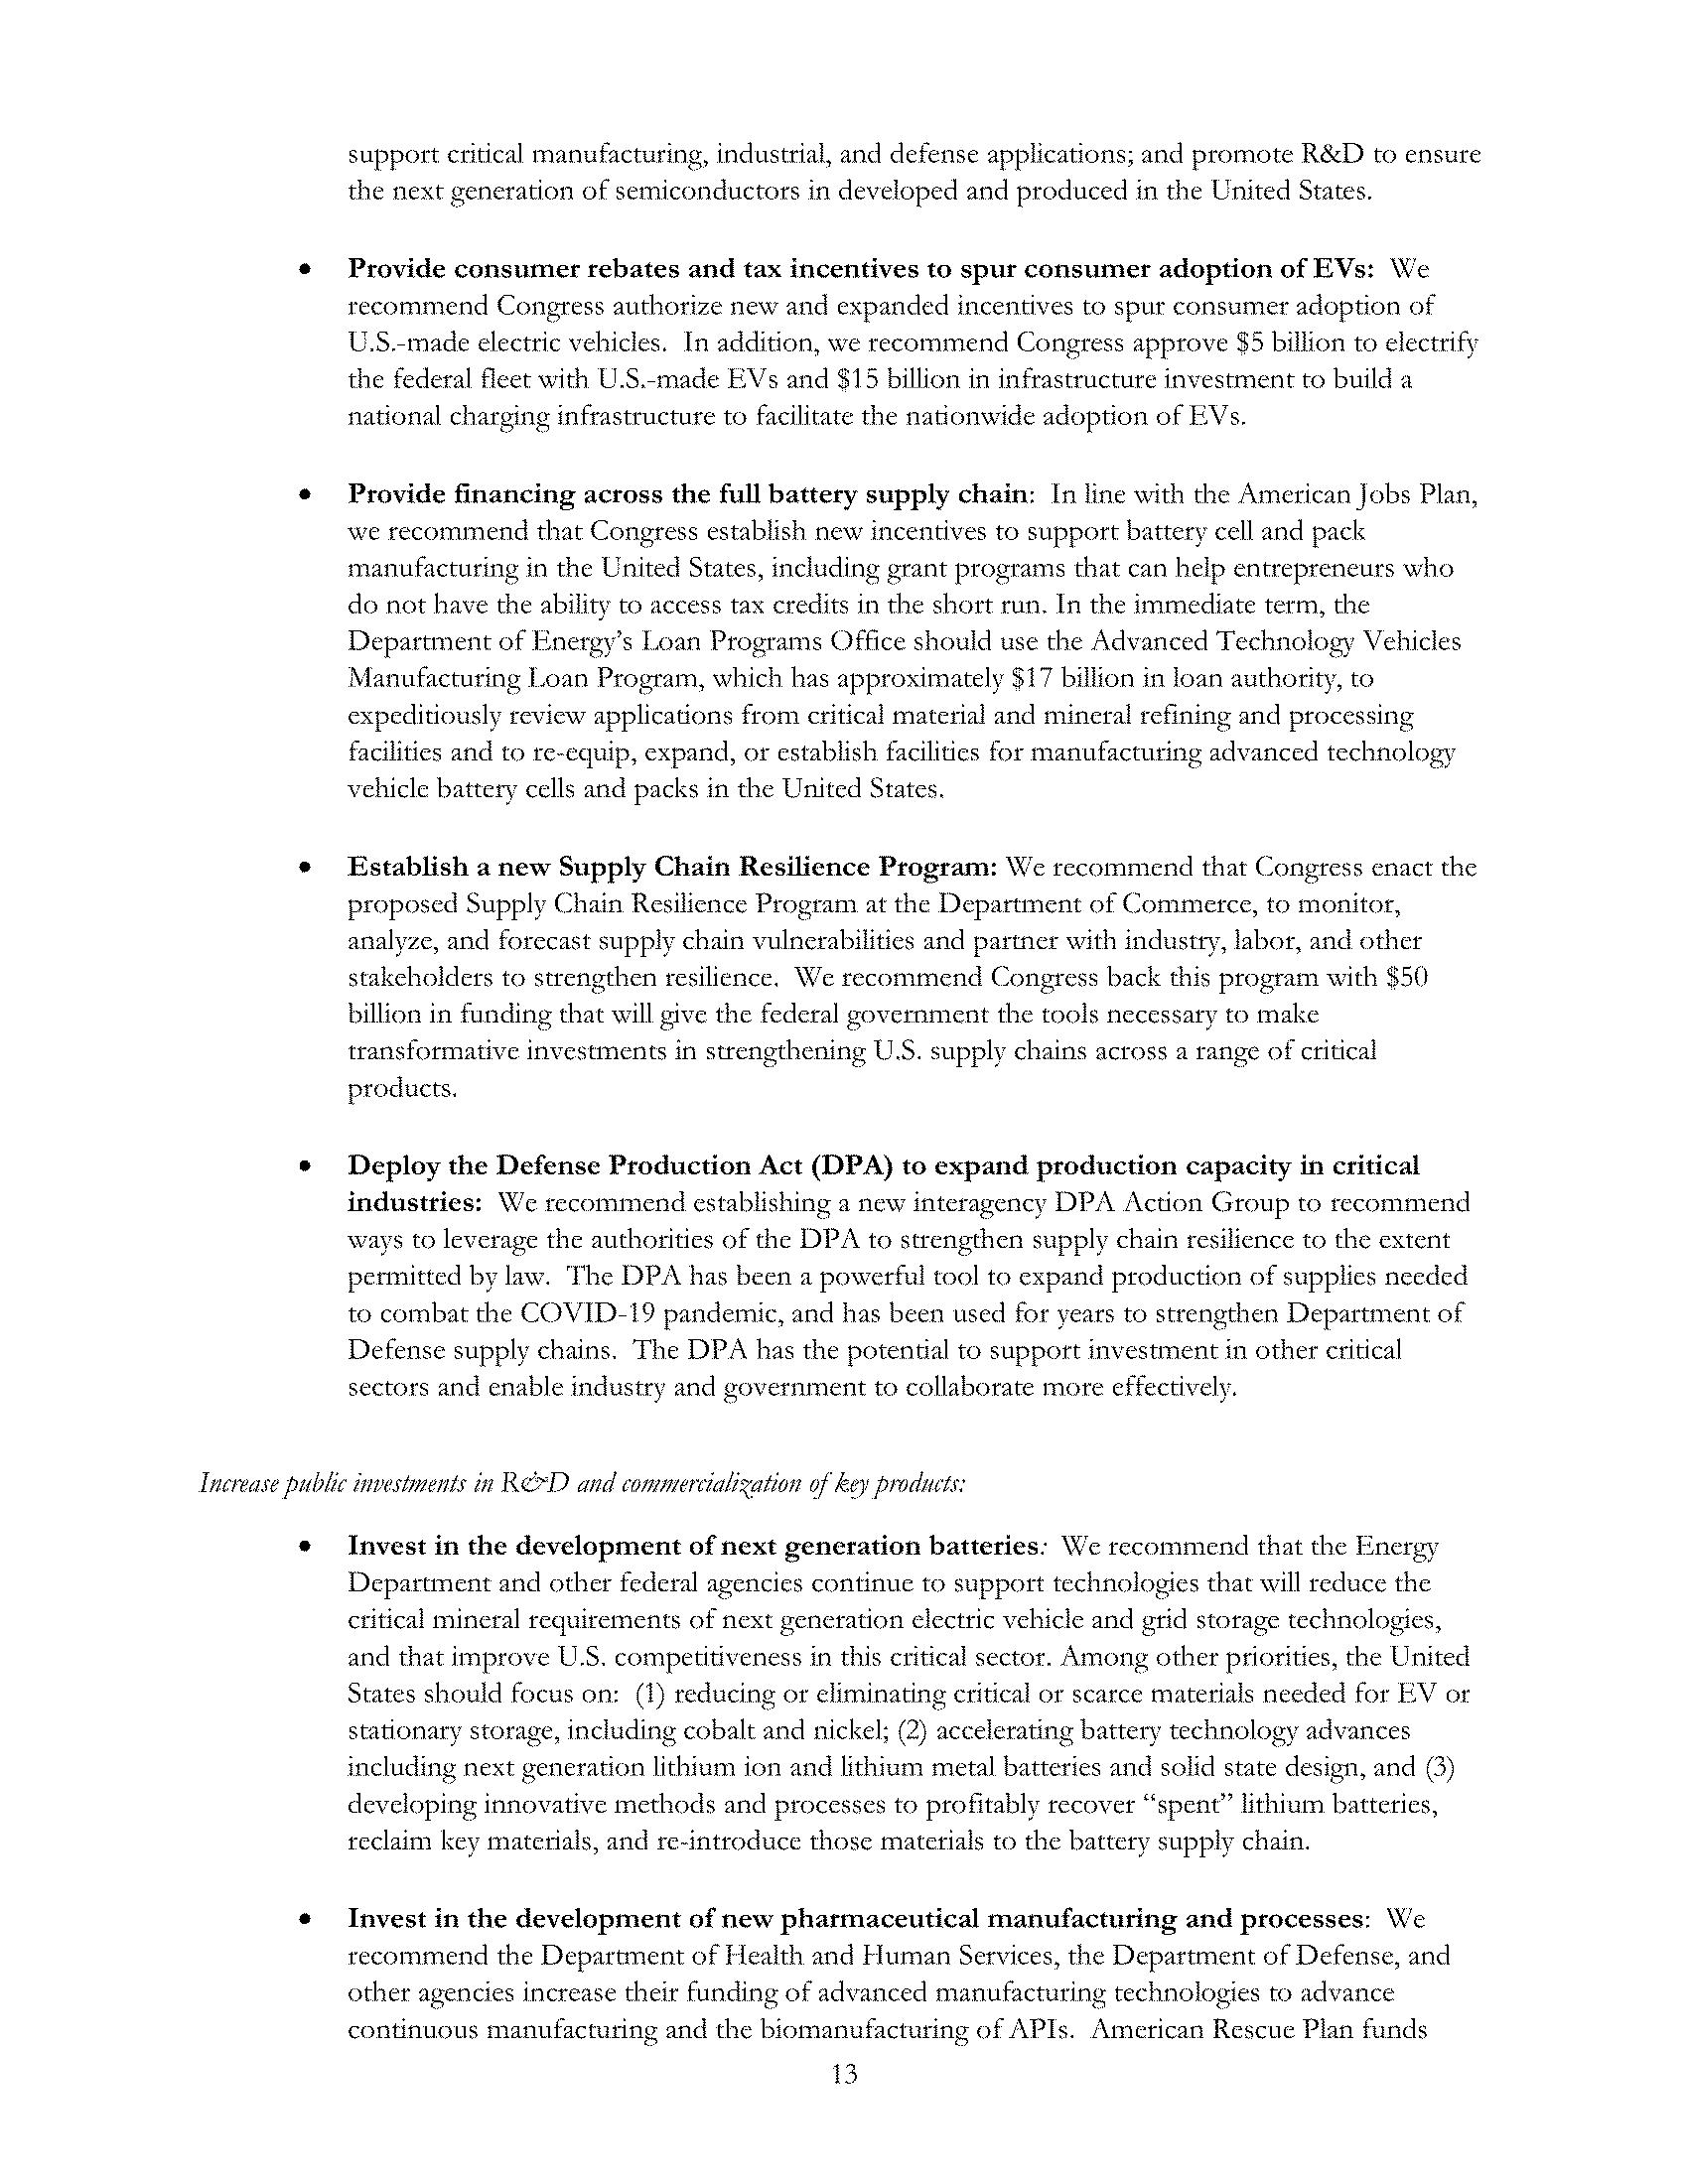 support critical manufacturing, industrial, and defense applications; and promote R&D to ensure
the next generation of semiconductors in developed and produced in the United States.
• Provide consumer rebates and tax incentives to spur consumer adoption of EVs: We
recommend Congress authorize new and expanded incentives to spur consumer adoption of
U.S.-made electric vehicles. In addition, we recommend Congress approve $5 billion to electrify
the federal fleet with U.S.-made EVs and $15 billion in infrastructure investment to build a
national charging infrastructure to facilitate the nationwide adoption of EVs.
• Provide financing across the full battery supply chain: In line with the American Jobs Plan,
we recommend that Congress establish new incentives to support battery cell and pack
manufacturing in the United States, including grant programs that can help entrepreneurs who
do not have the ability to access tax credits in the short run. In the immediate term, the
Department of Energy’s Loan Programs Office should use the Advanced Technology Vehicles
Manufacturing Loan Program, which has approximately $17 billion in loan authority, to
expeditiously review applications from critical material and mineral refining and processing
facilities and to re-equip, expand, or establish facilities for manufacturing advanced technology
vehicle battery cells and packs in the United States.
• Establish a new Supply Chain Resilience Program: We recommend that Congress enact the
proposed Supply Chain Resilience Program at the Department of Commerce, to monitor,
analyze, and forecast supply chain vulnerabilities and partner with industry, labor, and other
stakeholders to strengthen resilience. We recommend Congress back this program with $50
billion in funding that will give the federal government the tools necessary to make
transformative investments in strengthening U.S. supply chains across a range of critical
products.
• Deploy the Defense Production Act (DPA) to expand production capacity in critical
industries: We recommend establishing a new interagency DPA Action Group to recommend
ways to leverage the authorities of the DPA to strengthen supply chain resilience to the extent
permitted by law. The DPA has been a powerful tool to expand production of supplies needed
to combat the COVID-19 pandemic, and has been used for years to strengthen Department of
Defense supply chains. The DPA has the potential to support investment in other critical
sectors and enable industry and government to collaborate more effectively.
Increase public investments in R&D and commercialization of key products:
• Invest in the development of next generation batteries: We recommend that the Energy
Department and other federal agencies continue to support technologies that will reduce the
critical mineral requirements of next generation electric vehicle and grid storage technologies,
and that improve U.S. competitiveness in this critical sector. Among other priorities, the United
States should focus on: (1) reducing or eliminating critical or scarce materials needed for EV or
stationary storage, including cobalt and nickel; (2) accelerating battery technology advances
including next generation lithium ion and lithium metal batteries and solid state design, and (3)
developing innovative methods and processes to profitably recover “spent” lithium batteries,
reclaim key materials, and re-introduce those materials to the battery supply chain.
• Invest in the development of new pharmaceutical manufacturing and processes: We
recommend the Department of Health and Human Services, the Department of Defense, and
other agencies increase their funding of advanced manufacturing technologies to advance
continuous manufacturing and the biomanufacturing of APIs. American Rescue Plan funds
13